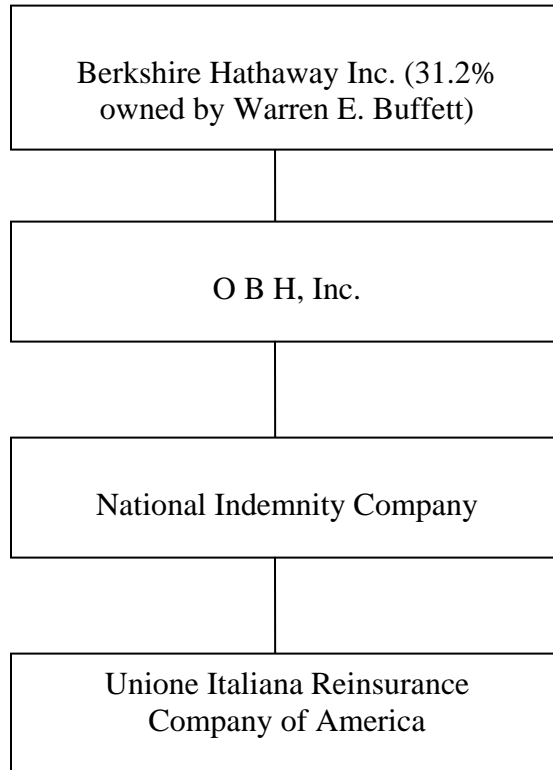 Berkshire Hathaway Inc. (31.2%
owned by Warren E. Buffett)
O B H, Inc.
National Indemnity Company
Unione Italiana Reinsurance
Company of America